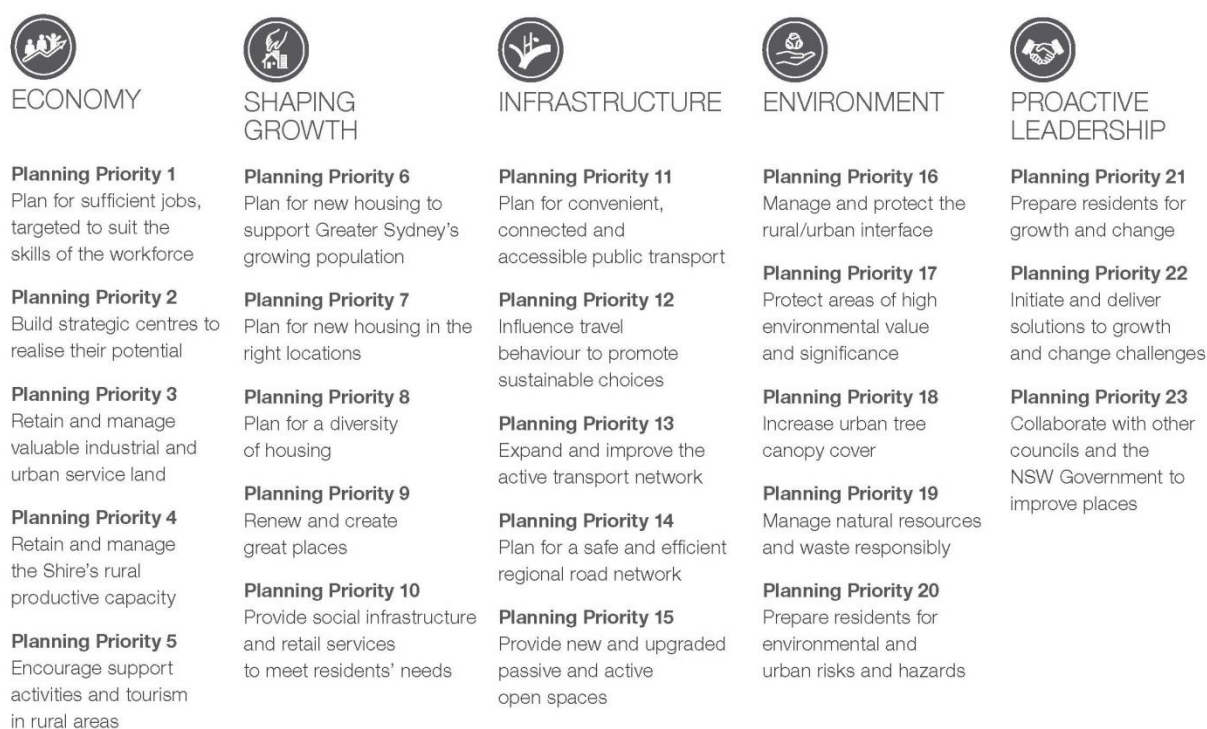 ECONOMY
Planning Priority 1
Plan for sufficient jobs,
targeted to suit the
skills of the workforce
Planning Priority 2
Build strategic centres to
realise their potential
Planning Priority 3
Retain and manage
valuable industrial and
urban service land
Planning Priority 4
Retain and manage
the Shire's rural
productive capacity
Planning Priority 5
Encourage support
activities and tourism
in rural areas
SHAPING
GROWTH
Planning Priority 6
Plan for new housing to
support Greater Sydney's
growing population
Planning Priority 7
Plan for new housing in the
right locations
Planning Priority 8
Plan for a diversity
of housing
Planning Priority 9
Renew and create
great places
Planning Priority 10
Provide social infrastructure
and retail services
to meet residents' needs
INFRASTRUCTURE
Planning Priority 11
Plan for convenient,
connected and
accessible public transport
Planning Priority 12
Influence travel
behaviour to promote
sustainable choices
Planning Priority 13
Expand and improve the
active transport network
Planning Priority 14
Plan for a safe and efficient
regional road network
Planning Priority 15
Provide new and upgraded
passive and active
open spaces
ENVIRONMENT
Planning Priority 16
Manage and protect the
rural/urban interface
Planning Priority 17
Protect areas of high
environmental value
and significance
Planning Priority 18
Increase urban tree
canopy cover
Planning Priority 19
Manage natural resources
and waste responsibly
Planning Priority 20
Prepare residents for
environmental and
urban risks and hazards
PROACTIVE
LEADERSHIP
Planning Priority 21
Prepare residents for
growth and change
Planning Priority 22
Initiate and deliver
solutions to growth
and change challenges
Planning Priority 23
Collaborate with other
councils and the
NSW Government to
improve places